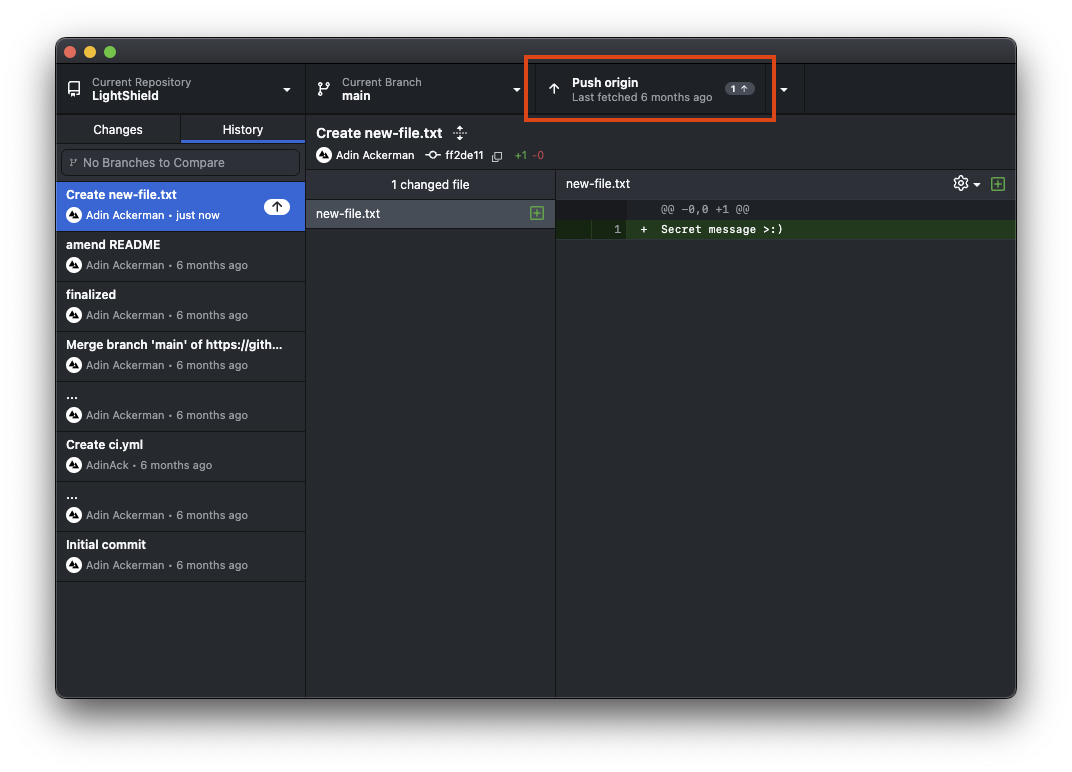 Current Repository
LightShield
Current Branch
main
Push origin
Last fetched 6 months ago
1
Changes
History
No Branches to Compare
Create new-file.txt
Adin Ackerman • just now
amend README
Adin Ackerman • 6 months ago
finalized
Adin Ackerman • 6 months ago
Merge branch 'main' of https://gith...
Adin Ackerman • 6 months ago
...
Adin Ackerman • 6 months ago
Create ci.yml
AdinAck • 6 months ago
...
Adin Ackerman • 6 months ago
Initial commit
Adin Ackerman • 6 months ago
Create new-file.txt
Adin Ackerman ff2de11 +1 -0
1 changed file
new-file.txt
new-file.txt
@@ -0,0 +1 @@
1 + Secret message >:)